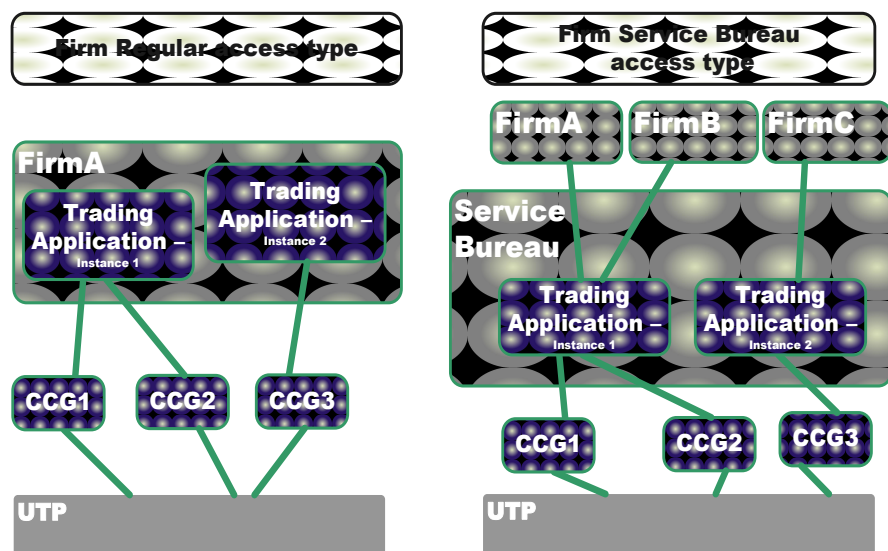 Firm Regular access type
FirmA
Trading
Application –
Instance 1
Trading
Application –
Instance 2
CCG1
CCG2
CCG3
UTP
Firm Service Bureau
access type
FirmA
FirmB
FirmC
Service
Bureau
Trading
Application –
Instance 1
Trading
Application –
Instance 2
CCG1
CCG2
CCG3
UTP